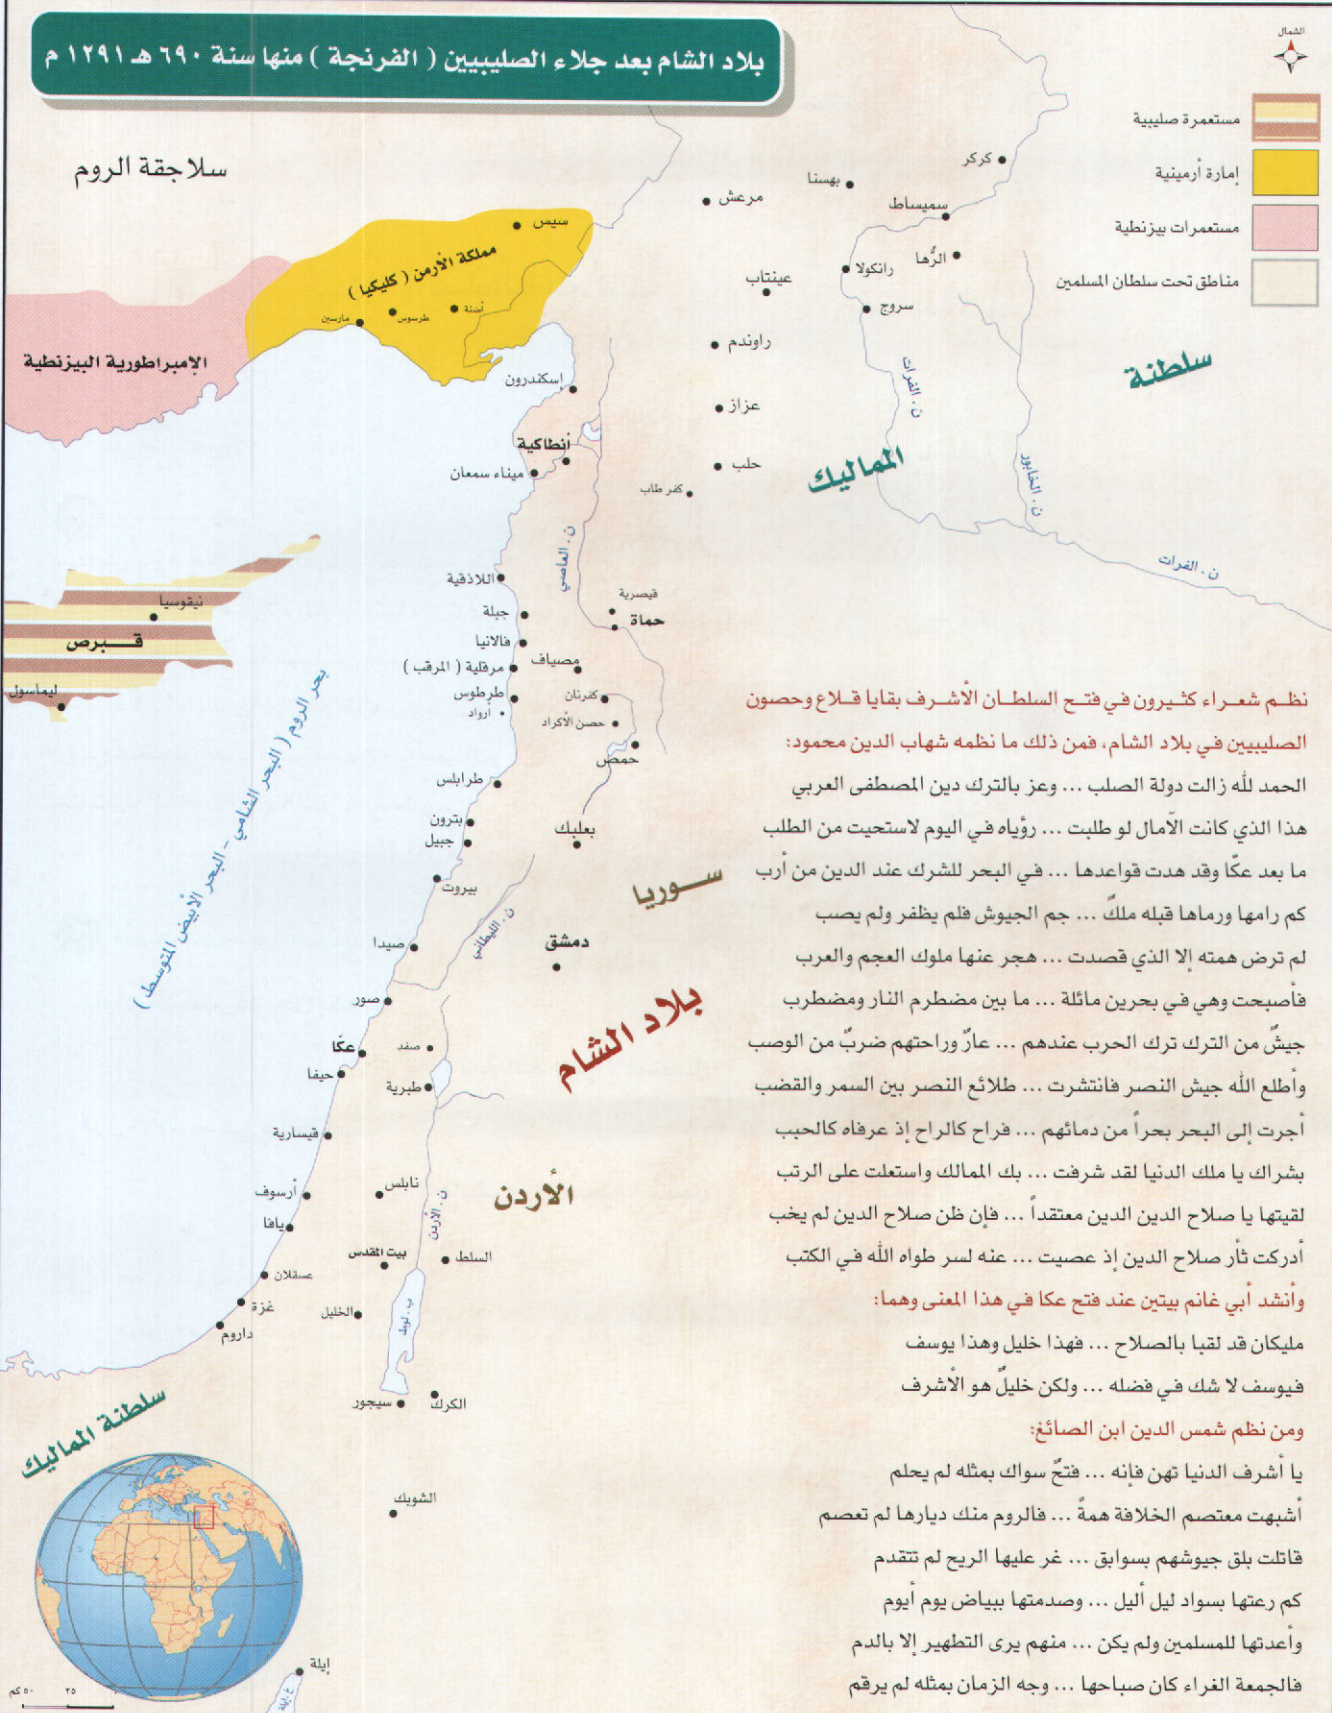 بلاد الشام بعد جلاء الصليبيين ( الفرنجة ) منها سنة ٦٩٠ هـ ١٢٩١ م
الشمال
مستعمرة صليبية
إمارة أرمينية
مستعمرات بيزنطية
مناطق تحت سلطان المسلمين
سلاجقة الروم
كركر
بهسنا
مرعش
سميساط
سيس
مملكة الأرمن ( كليكيا )
الرُّها
رانكولا
عينتاب
سروج
أضنة
طرسوس
مارسين
راوندم
الإمبراطورية البيزنطية
سلطنة
ن . الفرات
إسكندرون
عزاز
أنطاكية
المماليك
حلب
ميناء سمعان
كفر طاب
ن . الخابور
ن . العاصي
ن . الفرات
اللاذقية
نيقوسيا
قيصرية
جبلة
حماة
قــبرص
فالانيا
مصياف
مرقلية ( المرقب )
ليماسول
طرطوس
كفرنان
أرواد
حصن الأكراد
حمص
بحر الروم ( البحر الشامي - البحر الأبيض المتوسط )
طرابلس
بترون
بعلبك
جبيل
سـوريا
بيروت
ن . الليطاني
صيدا
دمشق
صور
بلاد الشام
عكّا
صفد
حيفا
طبرية
قيسارية
نابلس
أرسوف
الأردن
ن . الأردن
يافا
بيت المقدس
السلط
عسقلان
غزة
الخليل
ب . لوط
داروم
سيجور
الكرك
سلطنة المماليك
الشوبك
إيلة
خ . إيلة
٥٠ كم
٢٥
نظـم شعـراء كثـيرون في فتـح السلطـان الأشـرف بقايا قـلاع وحصون
الصليبيين في بلاد الشام، فمن ذلك ما نظمه شهاب الدين محمود:
الحمد لله زالت دولة الصلب ... وعز بالترك دين المصطفى العربي
هذا الذي كانت الآمال لو طلبت ... رؤياه في اليوم لاستحيت من الطلب
ما بعد عكّا وقد هدت قواعدها ... في البحر للشرك عند الدين من أرب
كم رامها ورماها قبله ملكٌ ... جم الجيوش فلم يظفر ولم يصب
لم ترض همته إلا الذي قصدت ... هجر عنها ملوك العجم والعرب
فأصبحت وهي في بحرين ماثلة ... ما بين مضطرم النار ومضطرب
جيشٌ من الترك ترك الحرب عندهم ... عارٌ وراحتهم ضربٌ من الوصب
وأطلع الله جيش النصر فانتشرت ... طلائع النصر بين السمر والقضب
أجرت إلى البحر بحراً من دمائهم ... فراح كالراح إذ عرفاه كالحبب
بشراك يا ملك الدنيا لقد شرفت ... بك الممالك واستعلت على الرتب
لقيتها يا صلاح الدين الدين معتقداً ... فإن ظن صلاح الدين لم يخب
أدركت ثأر صلاح الدين إذ عصيت ... عنه لسر طواه الله في الكتب
وأنشد أبي غانم بيتين عند فتح عكا في هذا المعنى وهما:
مليكان قد لقبا بالصلاح ... فهذا خليل وهذا يوسف
فيوسف لا شك في فضله ... ولكن خليلٌ هو الأشرف
ومن نظم شمس الدين ابن الصائغ:
يا أشرف الدنيا تهن فإنه ... فتحٌ سواك بمثله لم يحلم
أشبهت معتصم الخلافة همةً ... فالروم منك ديارها لم تعصم
قاتلت بلق جيوشهم بسوابق ... غر عليها الريح لم تتقدم
كم رعتها بسواد ليل أليل ... وصدمتها ببياض يوم أيوم
وأعدتها للمسلمين ولم يكن ... منهم يرى التطهير إلا بالدم
فالجمعة الغراء كان صباحها ... وجه الزمان بمثله لم يرقم